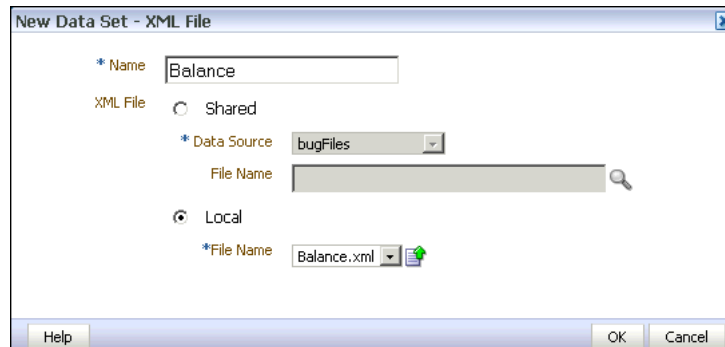 New Data Set - XML File
* Name Balance
XML File Shared
* Data Source bugFiles
File Name
Local
*File Name Balance.xml
Help OK Cancel